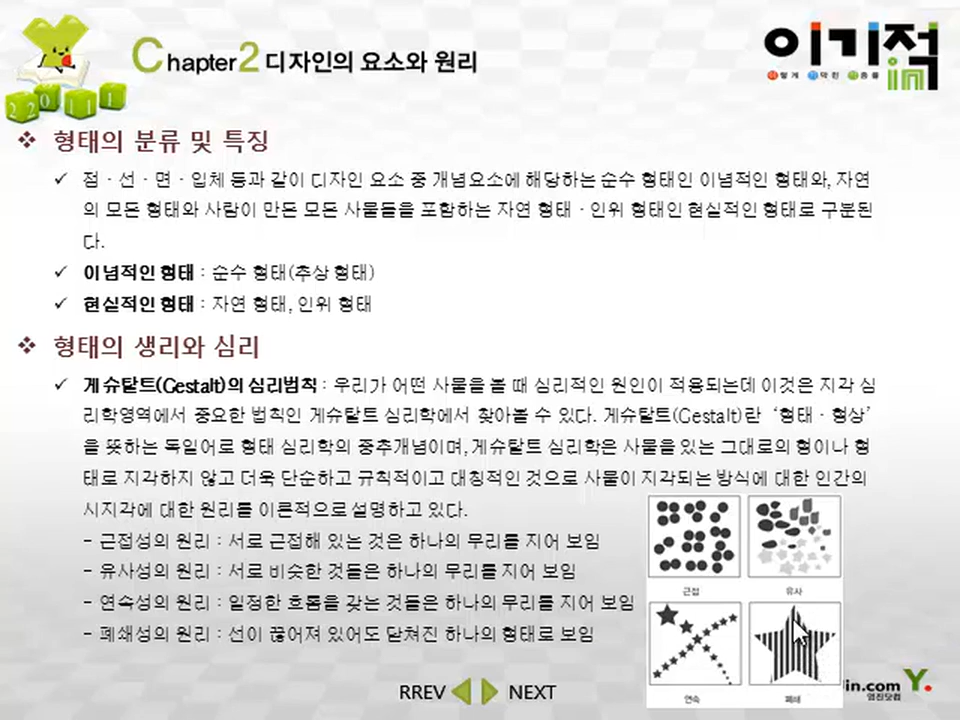 Chapter2 디자인의 요소와 원리
이기적in
이렇게 기막힌 적중률
22011
형태의 분류 및 특징
점 · 선 · 면 · 입체 등과 같이 디자인 요소 중 개념요소에 해당하는 순수 형태인 이념적인 형태와, 자연
의 모든 형태와 사람이 만든 모든 사물들을 포함하는 자연 형태 · 인위 형태인 현실적인 형태로 구분된
다.
이념적인 형태 : 순수 형태(추상 형태)
현실적인 형태 : 자연 형태, 인위 형태
형태의 생리와 심리
게슈탈트(Gestalt)의 심리법칙 : 우리가 어떤 사물을 볼 때 심리적인 원인이 적용되는데 이것은 지각 심
리학영역에서 중요한 법칙인 게슈탈트 심리학에서 찾아볼 수 있다. 게슈탈트(Gestalt)란 ‘형태 · 형상’
을 뜻하는 독일어로 형태 심리학의 중추개념이며, 게슈탈트 심리학은 사물을 있는 그대로의 형이나 형
태로 지각하지 않고 더욱 단순하고 규칙적이고 대칭적인 것으로 사물이 지각되는 방식에 대한 인간의
시지각에 대한 원리를 이론적으로 설명하고 있다.
- 근접성의 원리 : 서로 근접해 있는 것은 하나의 무리를 지어 보임
- 유사성의 원리 : 서로 비슷한 것들은 하나의 무리를 지어 보임
- 연속성의 원리 : 일정한 흐름을 갖는 것들은 하나의 무리를 지어 보임
- 폐쇄성의 원리 : 선이 끊어져 있어도 닫쳐진 하나의 형태로 보임
근접 유사
연속 폐쇄
RREV NEXT
in.com Y.
영진닷컴